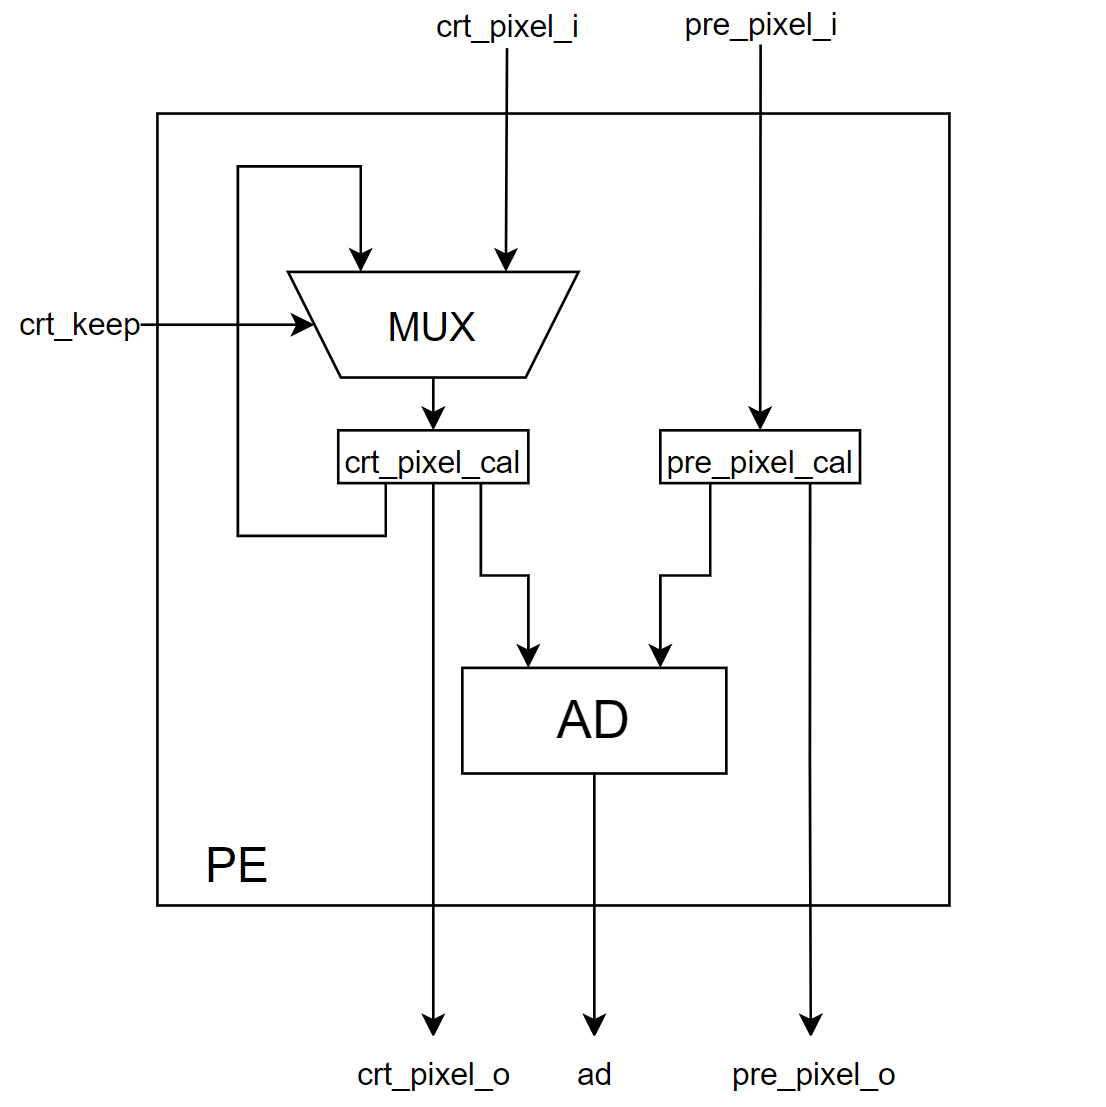 crt_pixel_i
pre_pixel_i
crt_keep
MUX
crt_pixel_cal
pre_pixel_cal
AD
PE
crt_pixel_o
ad
pre_pixel_o